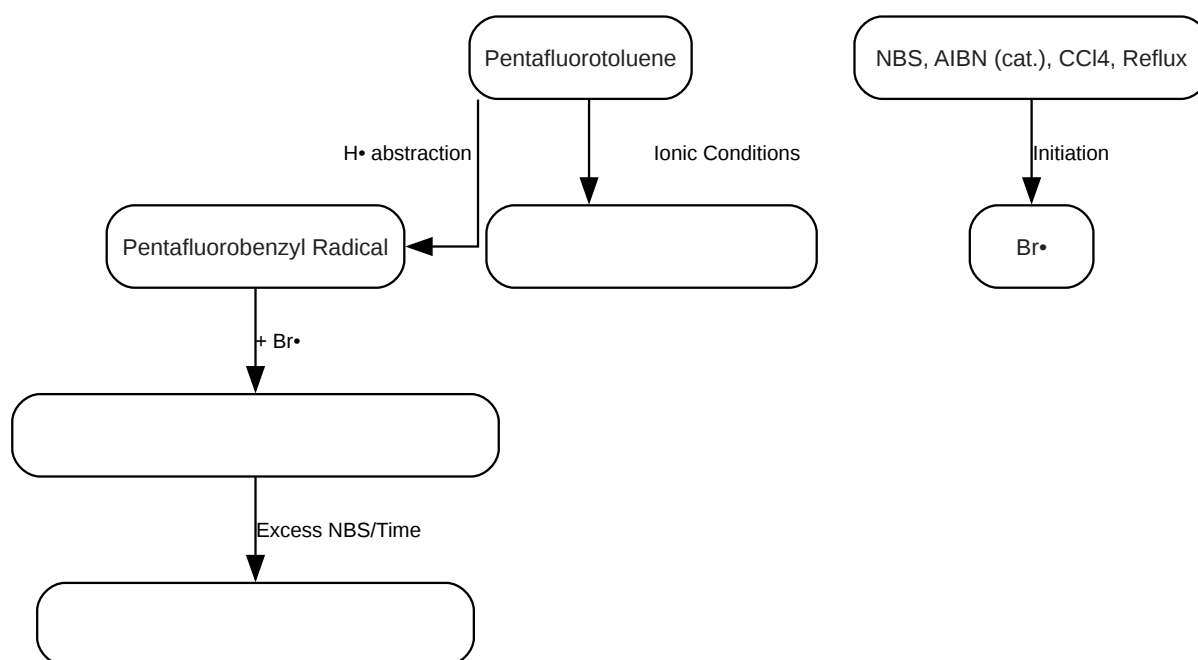 Pentafluorotoluene
NBS, AIBN (cat.), CCl4, Reflux
H• abstraction
Ionic Conditions
Initiation
Pentafluorobenzyl Radical
Br•
+ Br•
Excess NBS/Time